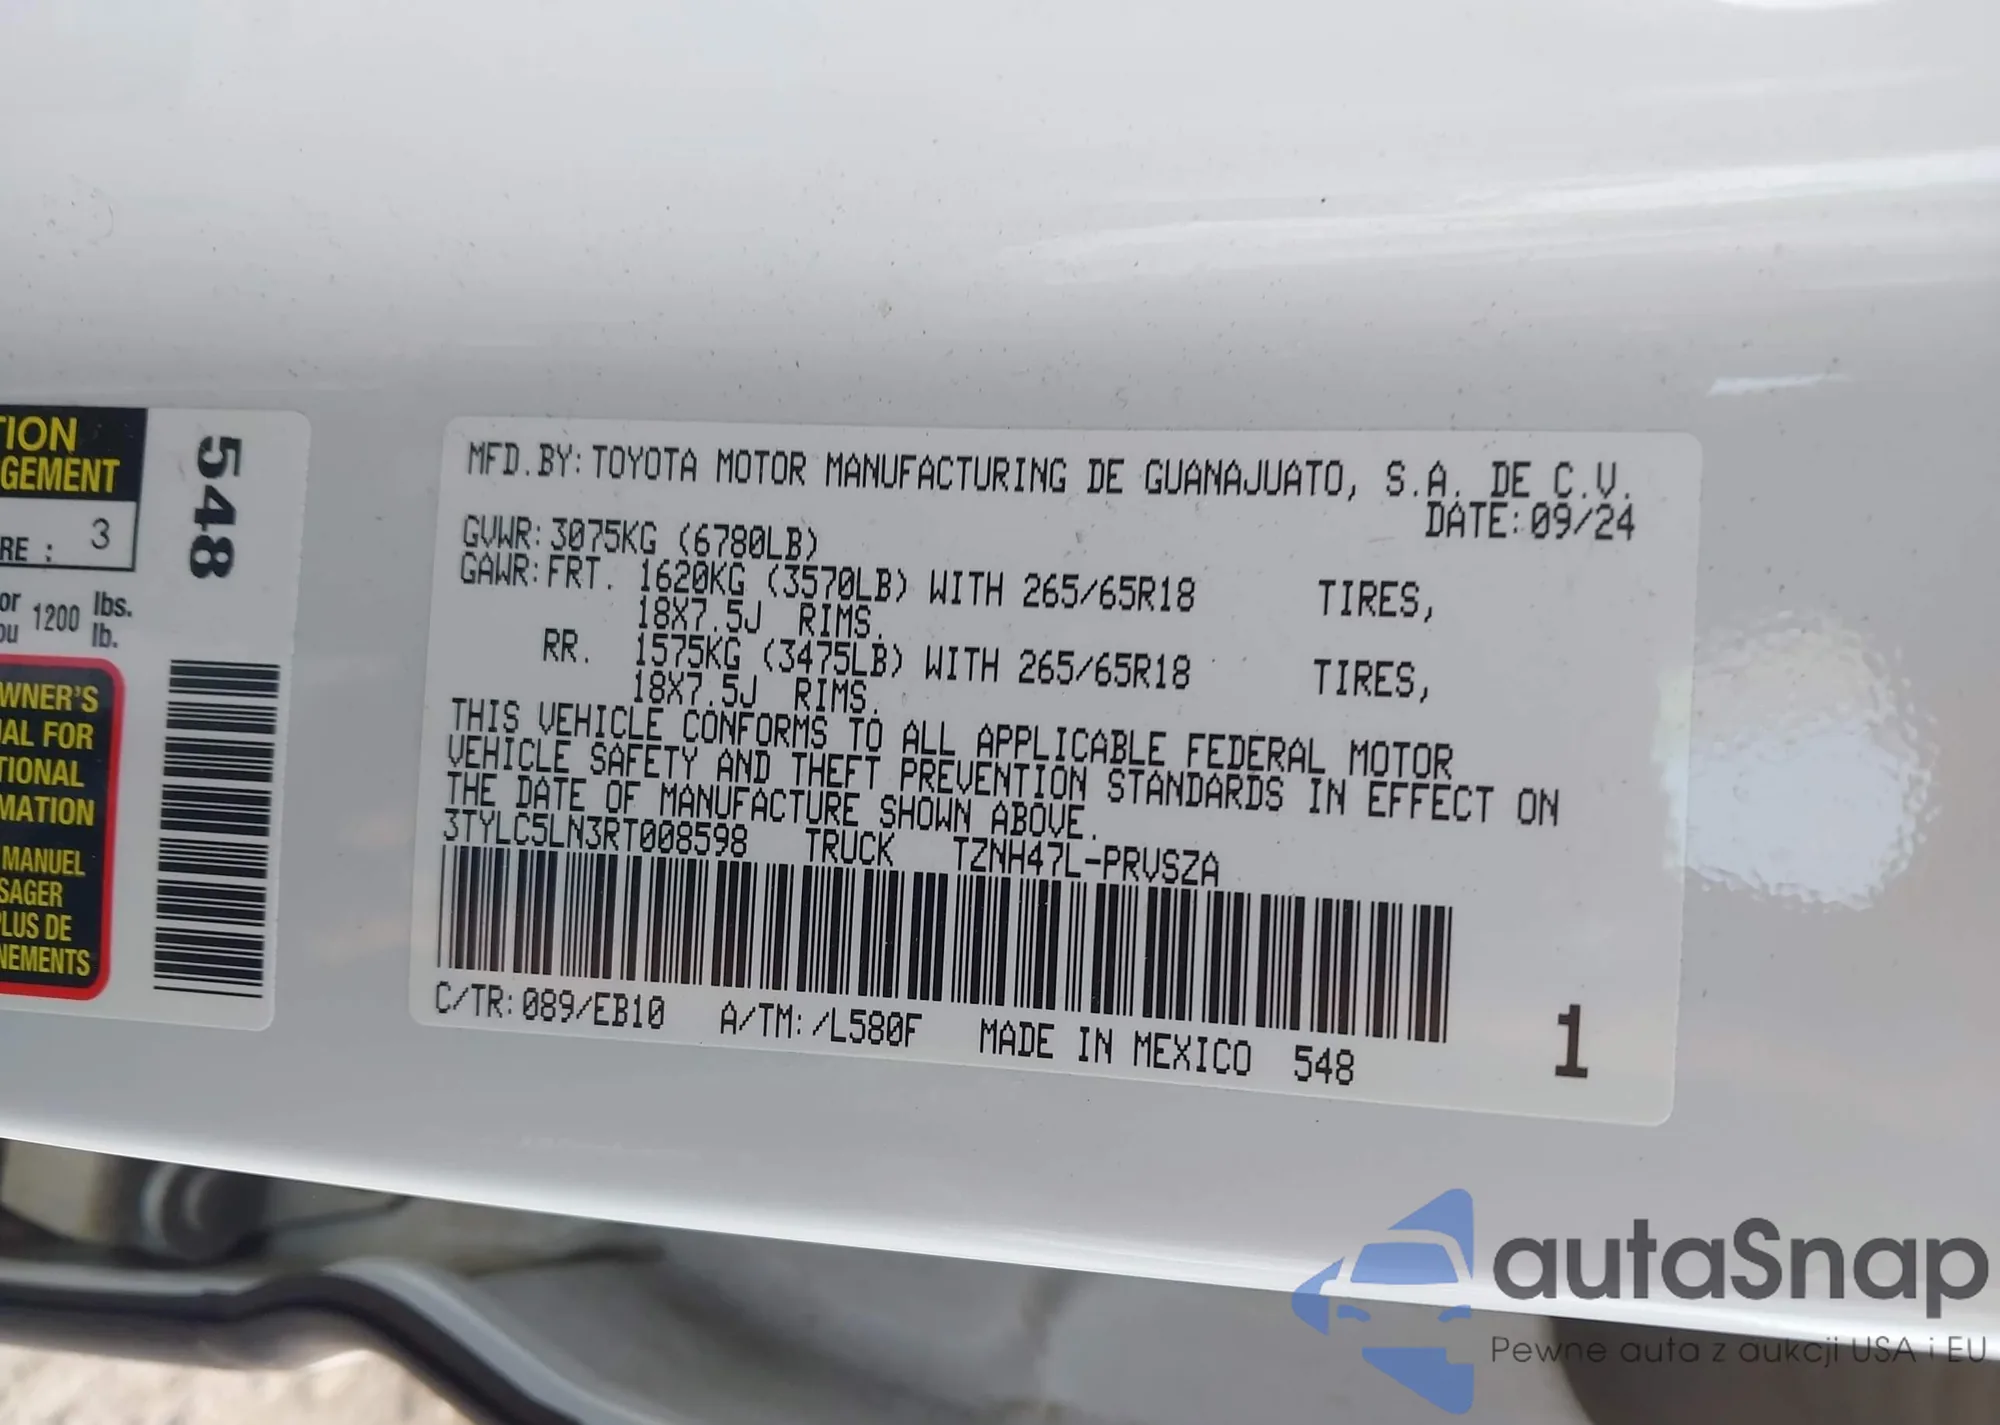 TION
GEMENT
RE : 3
or
ou
1200
lbs.
lb.
WNER'S
AL FOR
TIONAL
MATION
MANUEL
SAGER
PLUS DE
NEMENTS
548
MFD.BY: TOYOTA MOTOR MANUFACTURING DE GUANAJUATO, S.A. DE C.V.
DATE: 09/24
GVWR: 3075KG (6780LB)
GAWR: FRT. 1620KG (3570LB) WITH 265/65R18 TIRES,
18X7.5J RIMS.
RR. 1575KG (3475LB) WITH 265/65R18 TIRES,
18X7.5J RIMS.
THIS VEHICLE CONFORMS TO ALL APPLICABLE FEDERAL MOTOR
VEHICLE SAFETY AND THEFT PREVENTION STANDARDS IN EFFECT ON
THE DATE OF MANUFACTURE SHOWN ABOVE.
3TYLC5LN3RT008598 TRUCK TZNH47L-PRVSZA
C/TR: 089/EB10 A/TM: /L580F MADE IN MEXICO 548
1
autaSnap
Pewne auta z aukcji USA i EU